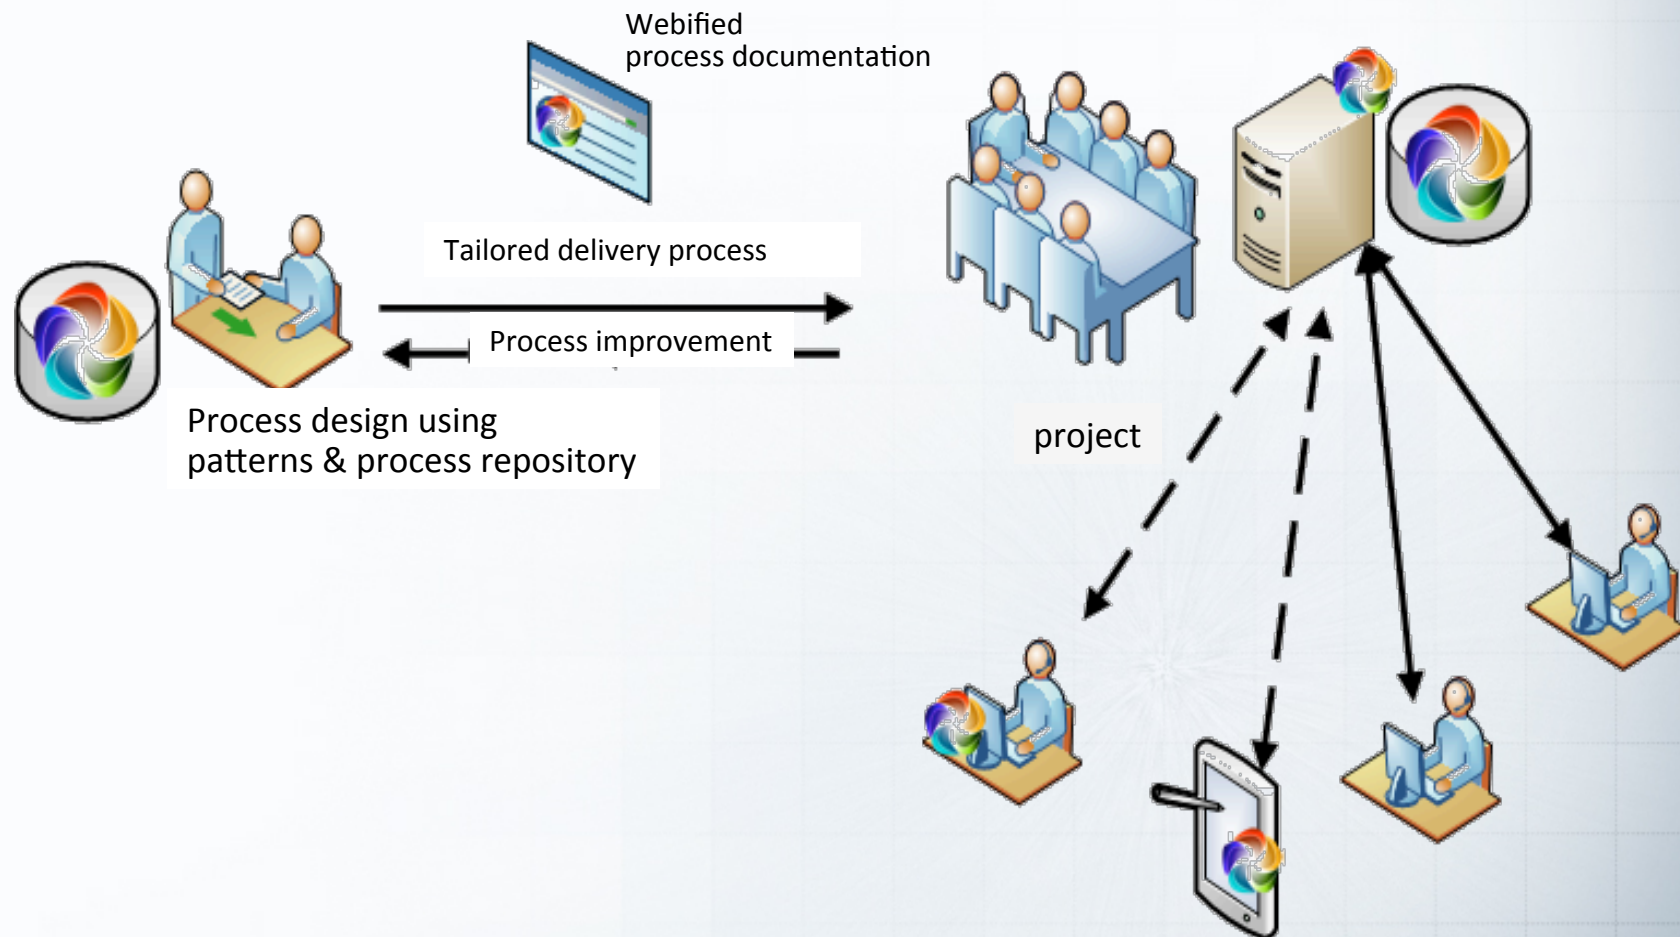 Webified
process documentation
Tailored delivery process
Process improvement
Process design using
patterns & process repository
project